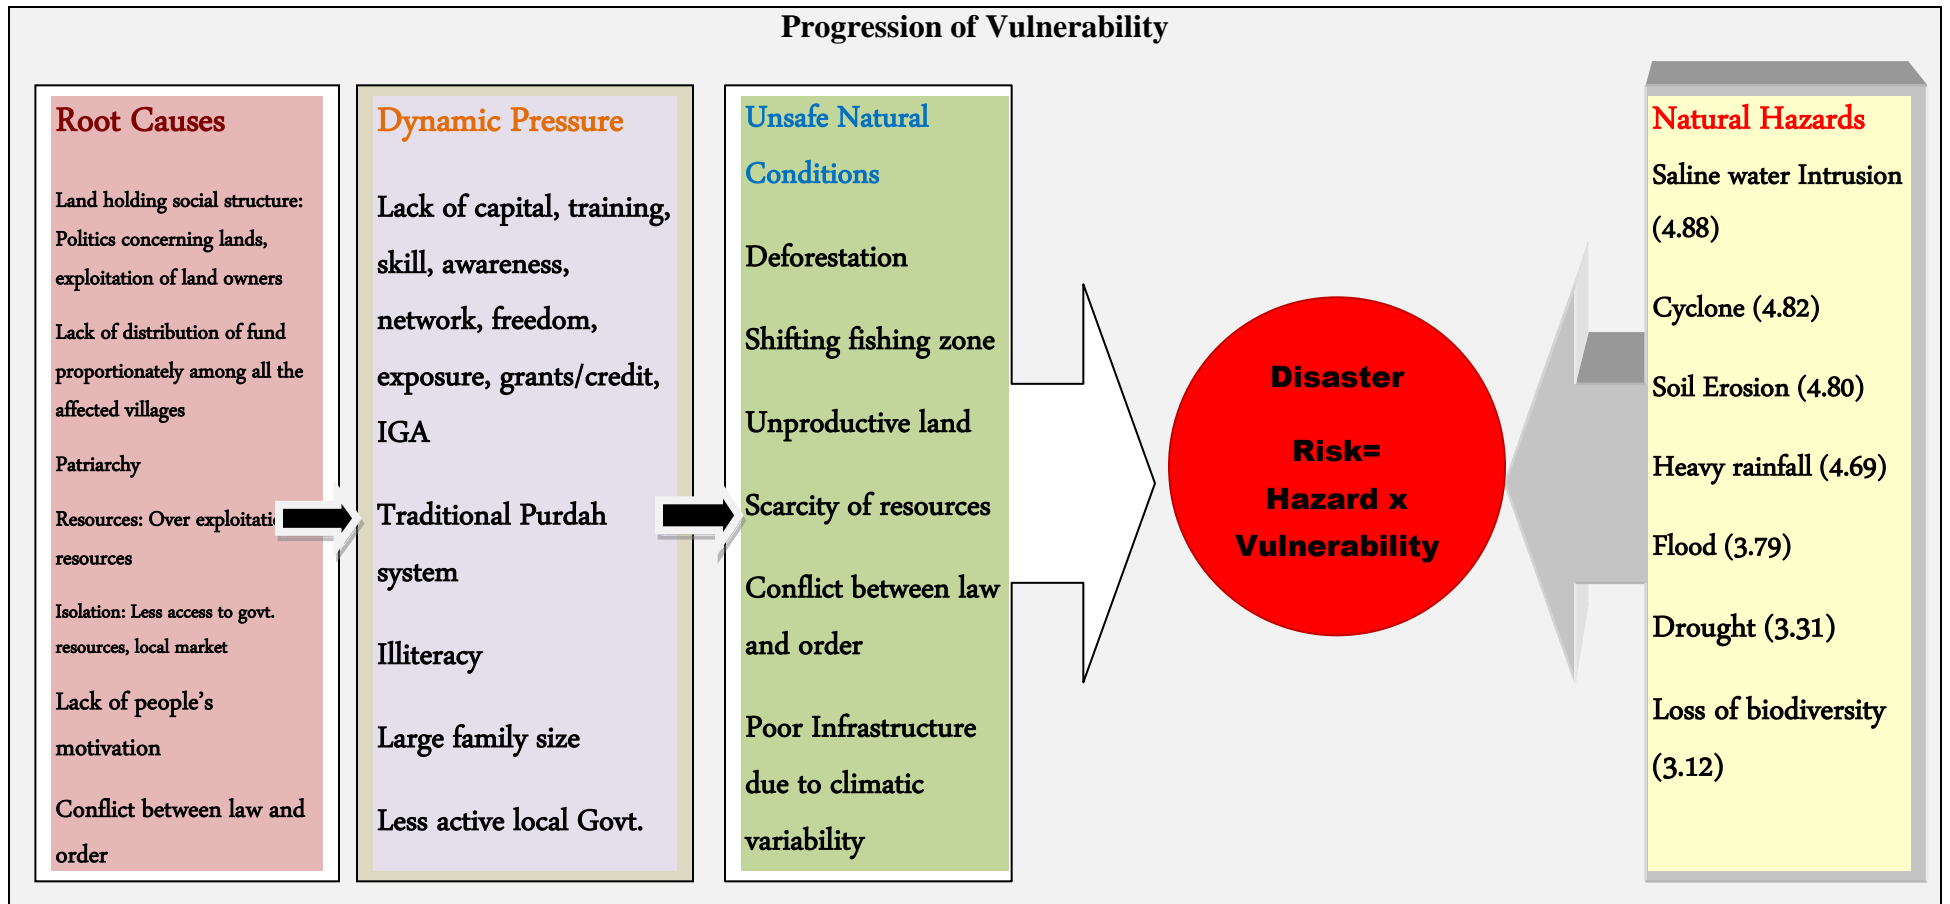 Progression of Vulnerability
Root Causes
Land holding social structure:
Politics concerning lands,
exploitation of land owners
Lack of distribution of fund
proportionately among all the
affected villages
Patriarchy
Resources: Over
resources
Isolation: Less access to govt.
resources, local market
Lack of people's
motivation
Conflict between law and
order
Dynamic Pressure
Lack of capital, training,
skill, awareness,
network, freedom,
exposure, grants/credit,
IGA
Traditional Purdah
system
Illiteracy
Large family size
Less active local Govt.
Unsafe Natural
Conditions
Deforestation
Shifting fishing zone
Unproductive land
Scarcity of resources
Conflict between law
and order
Poor Infrastructure
due to climatic
variability
Disaster
Risk=
Hazard x
Vulnerability
Natural Hazards
Saline water Intrusion
(4.88)
Cyclone (4.82)
Soil Erosion (4.80)
Heavy rainfall (4.69)
Flood (3.79)
Drought (3.31)
Loss of biodiversity
(3.12)